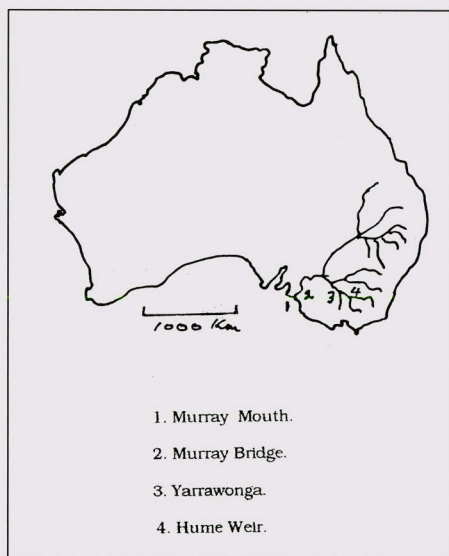 2 3 4
1
1000 Km
1. Murray Mouth.
2. Murray Bridge.
3. Yarrawonga.
4. Hume Weir.